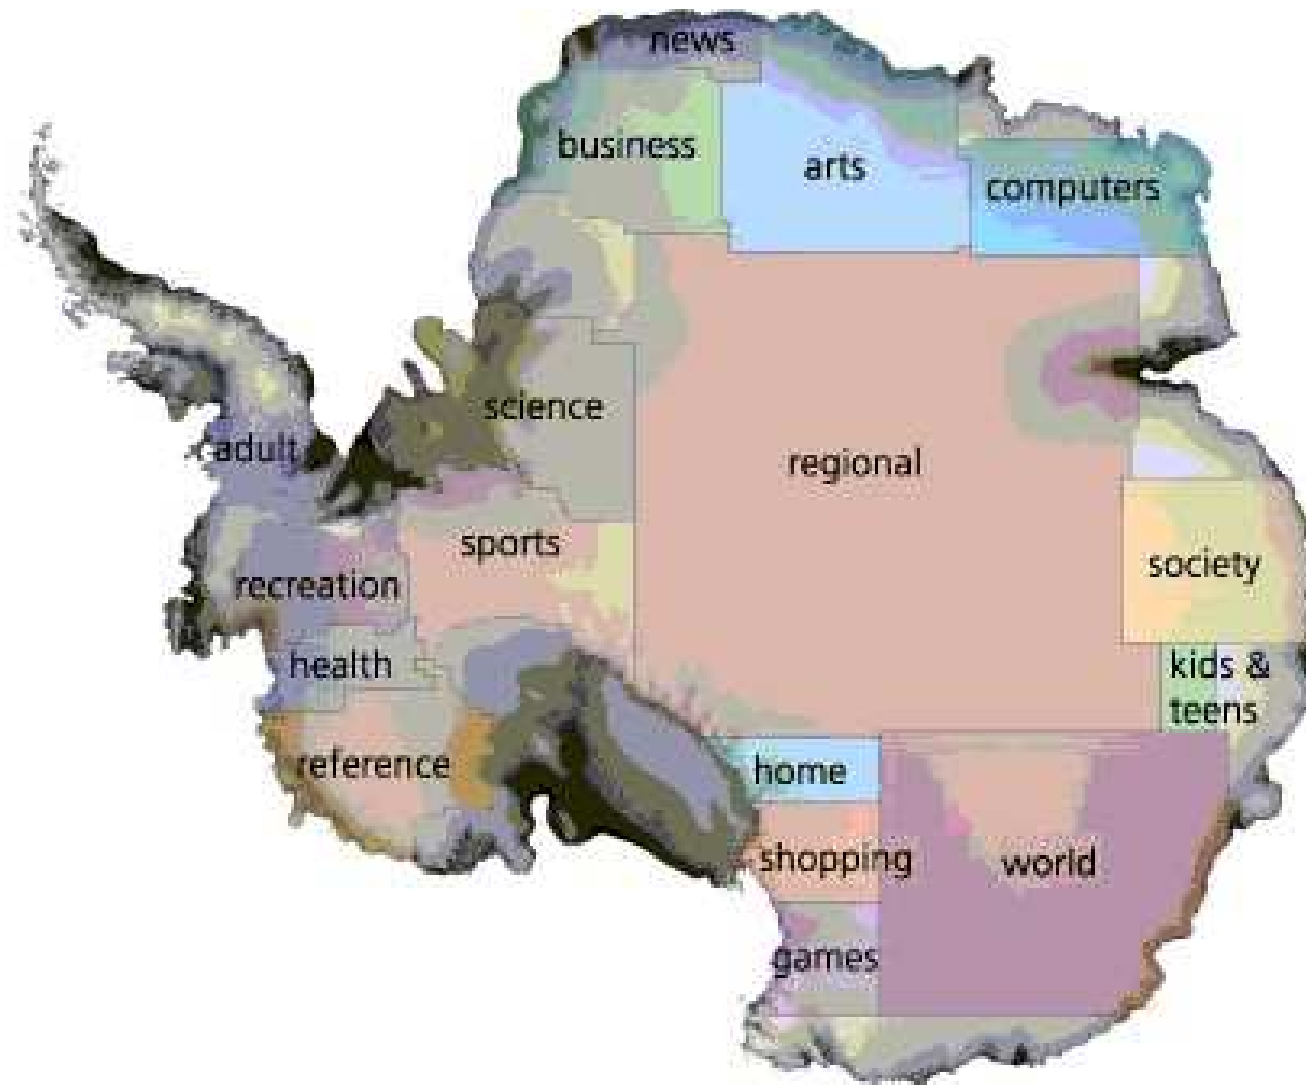 news
business
arts
computers
science
adult
regional
sports
society
recreation
health
kids &
teens
reference
home
shopping
world
games